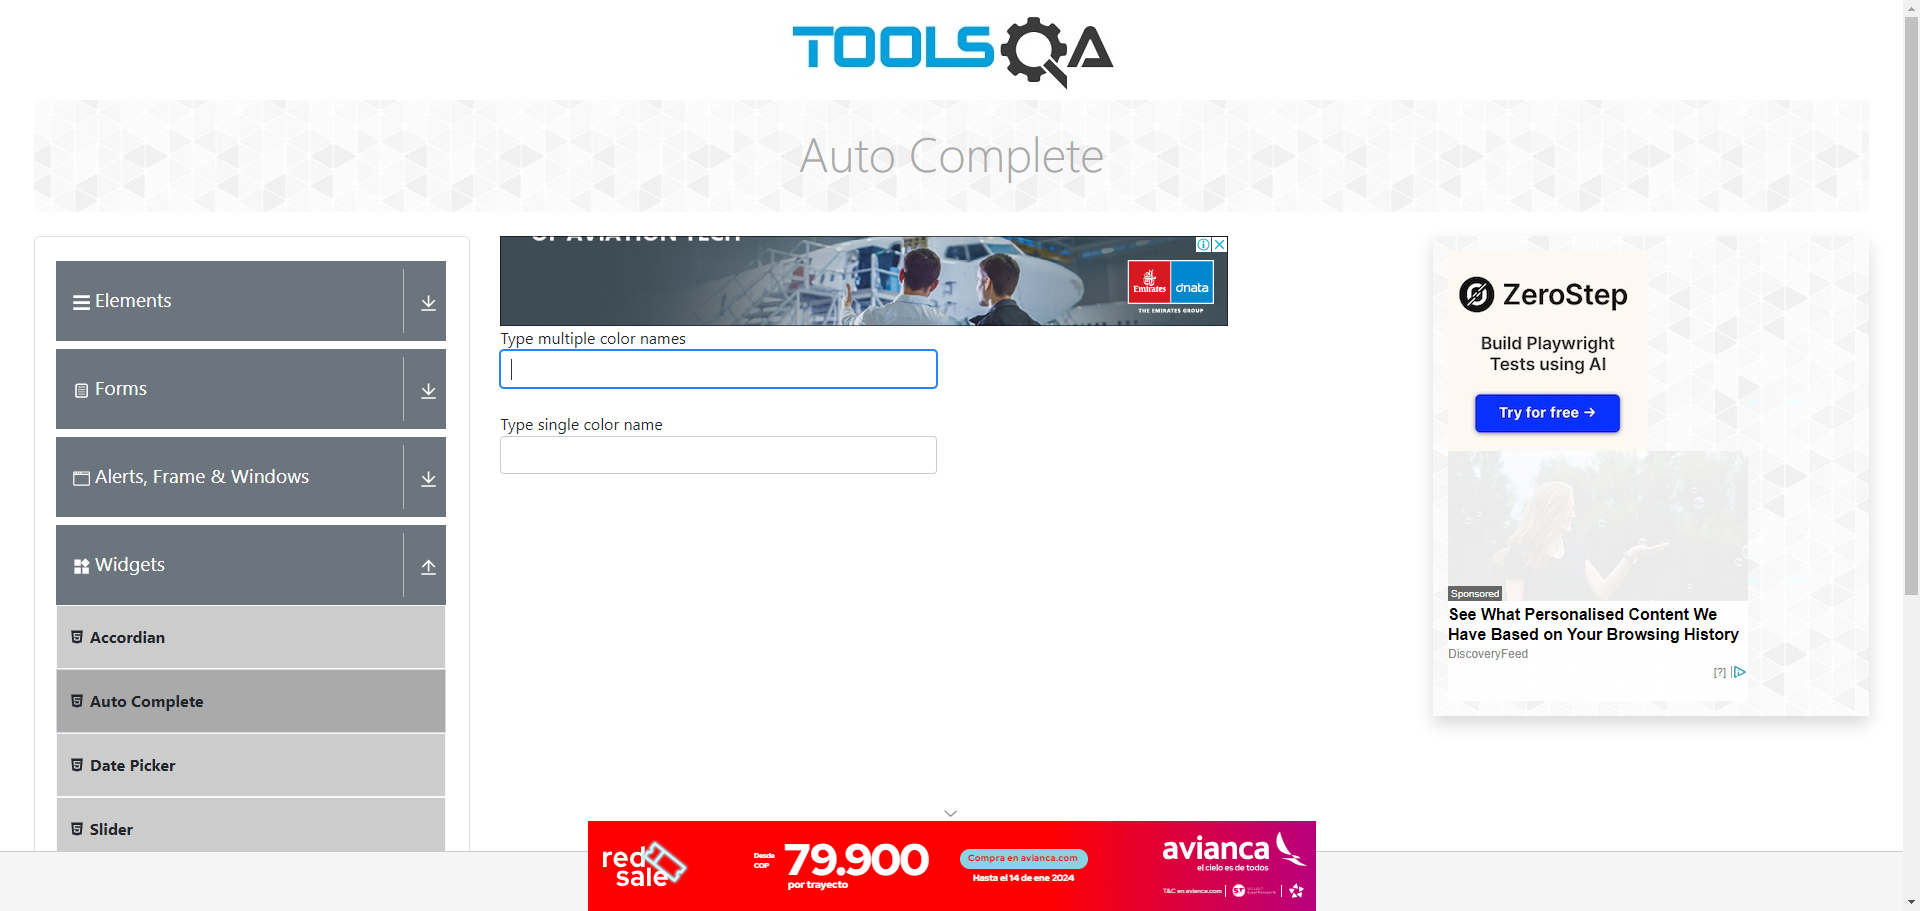 TOOLSQA
Auto Complete
Elements
Forms
Alerts, Frame & Windows
Widgets
Accordian
Auto Complete
Date Picker
Slider
Emirates
dnata
THE EMIRATES GROUP
Type multiple color names
Type single color name
ZeroStep
Build Playwright
Tests using AI
Try for free →
Sponsored
See What Personalised Content We
Have Based on Your Browsing History
DiscoveryFeed
[?]
red
sale
Desde
COP
79.900
por trayecto
Compra en avianca.com
Hasta el 14 de ene 2024
avianca
el cielo es de todos
T&C en avianca.com